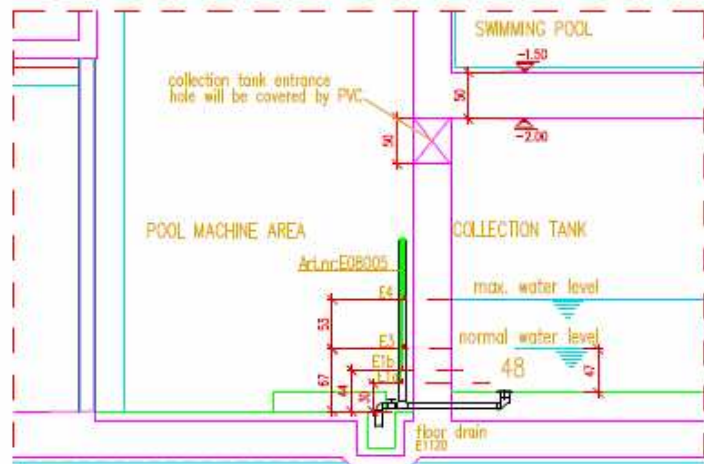 SWIMMING POOL
-1.50
collection tank entrance
hole will be covered by PVC
50
50
-2.00
POOL MACHINE AREA
COLLECTION TANK
Art.nr:E08005
E4
max. water level
53
normal water level
E3
E1b
48
47
67
44
30
floor drain
E1120